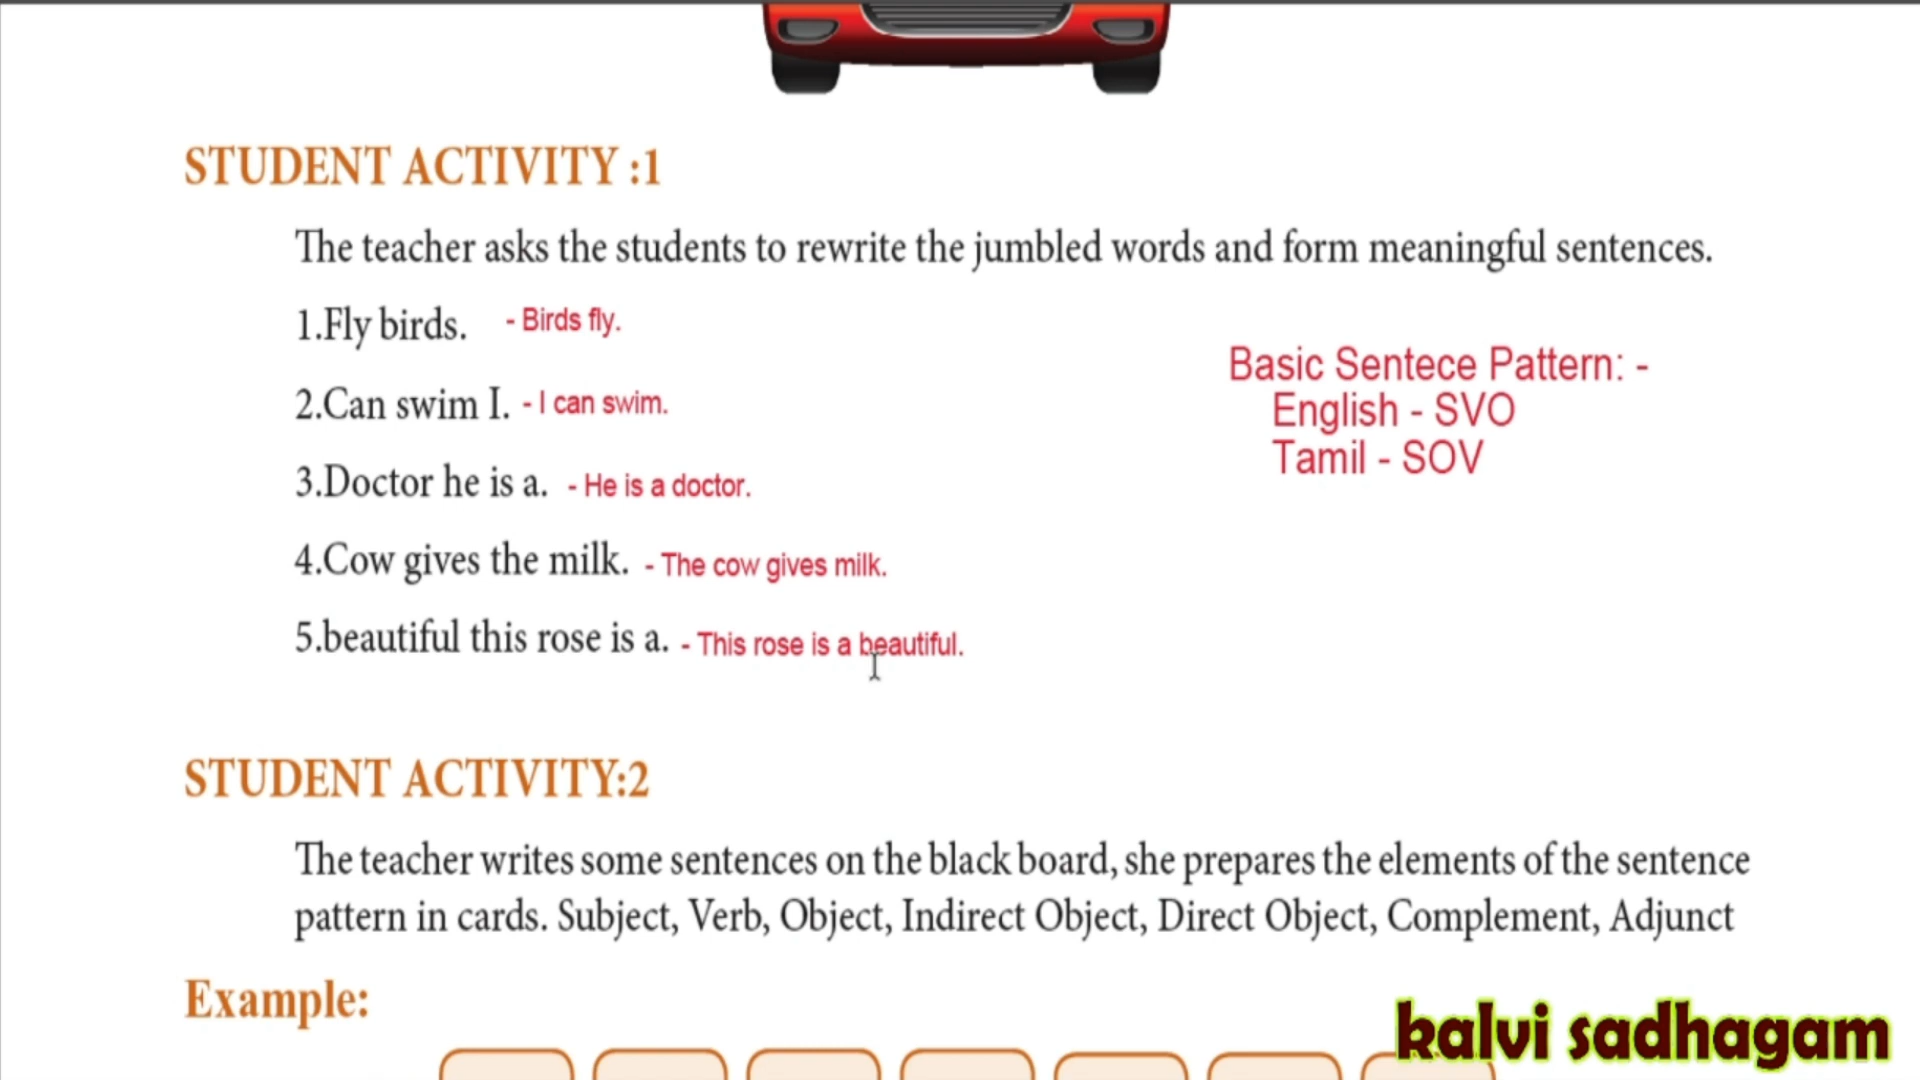 STUDENT ACTIVITY :1
The teacher asks the students to rewrite the jumbled words and form meaningful sentences.
1.Fly birds. - Birds fly.
Basic Sentece Pattern: -
2.Can swim I. - I can swim.
English - SVO
Tamil - SOV
3.Doctor he is a. - He is a doctor.
4.Cow gives the milk. - The cow gives milk.
5.beautiful this rose is a. - This rose is a beautiful.
STUDENT ACTIVITY:2
The teacher writes some sentences on the black board, she prepares the elements of the sentence
pattern in cards. Subject, Verb, Object, Indirect Object, Direct Object, Complement, Adjunct
Example:
kalvi sadhagam